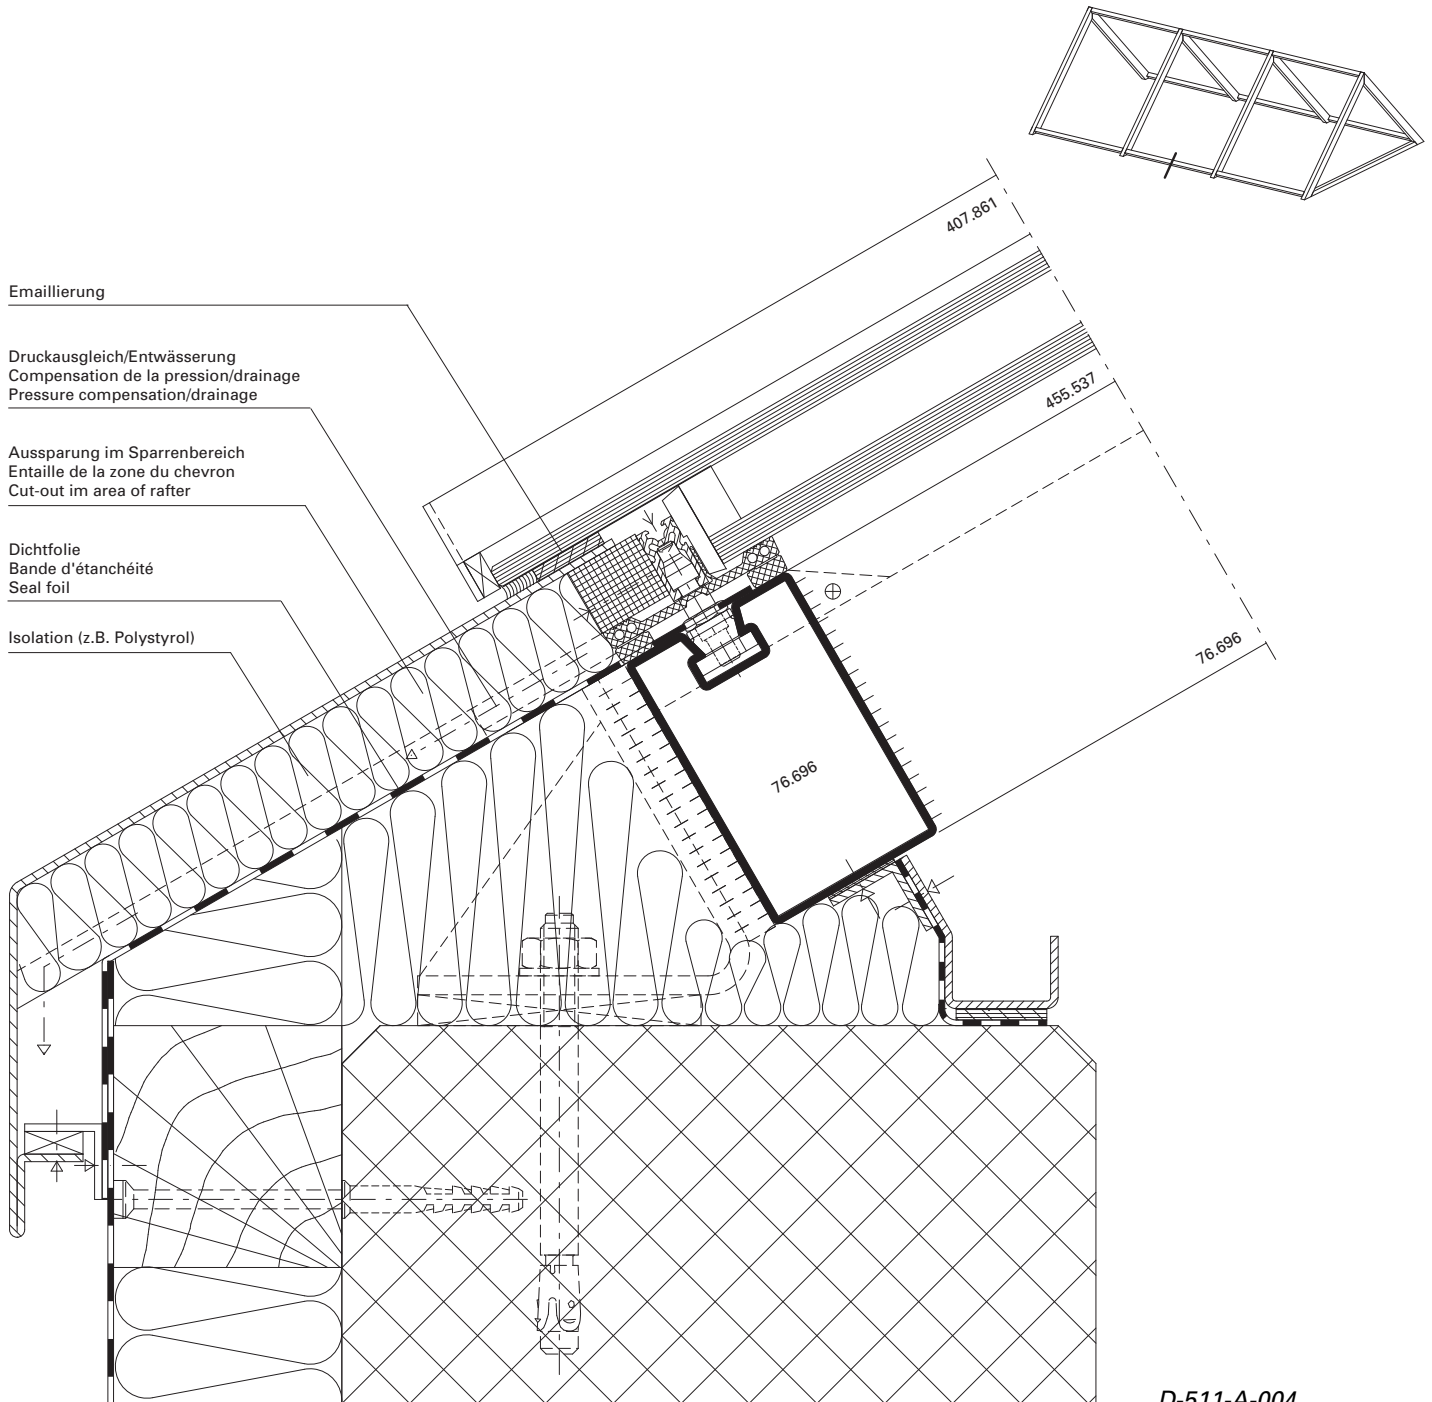 407.861
Emaillierung
Druckausgleich/Entwässerung
Compensation de la pression/drainage
Pressure compensation/drainage
455.537
Aussparung im Sparrenbereich
Entaille de la zone du chevron
Cut-out im area of rafter
Dichtfolie
Bande d'étanchéité
Seal foil
Isolation (z.B. Polystyrol)
76.696
76.696
D-511-A-004